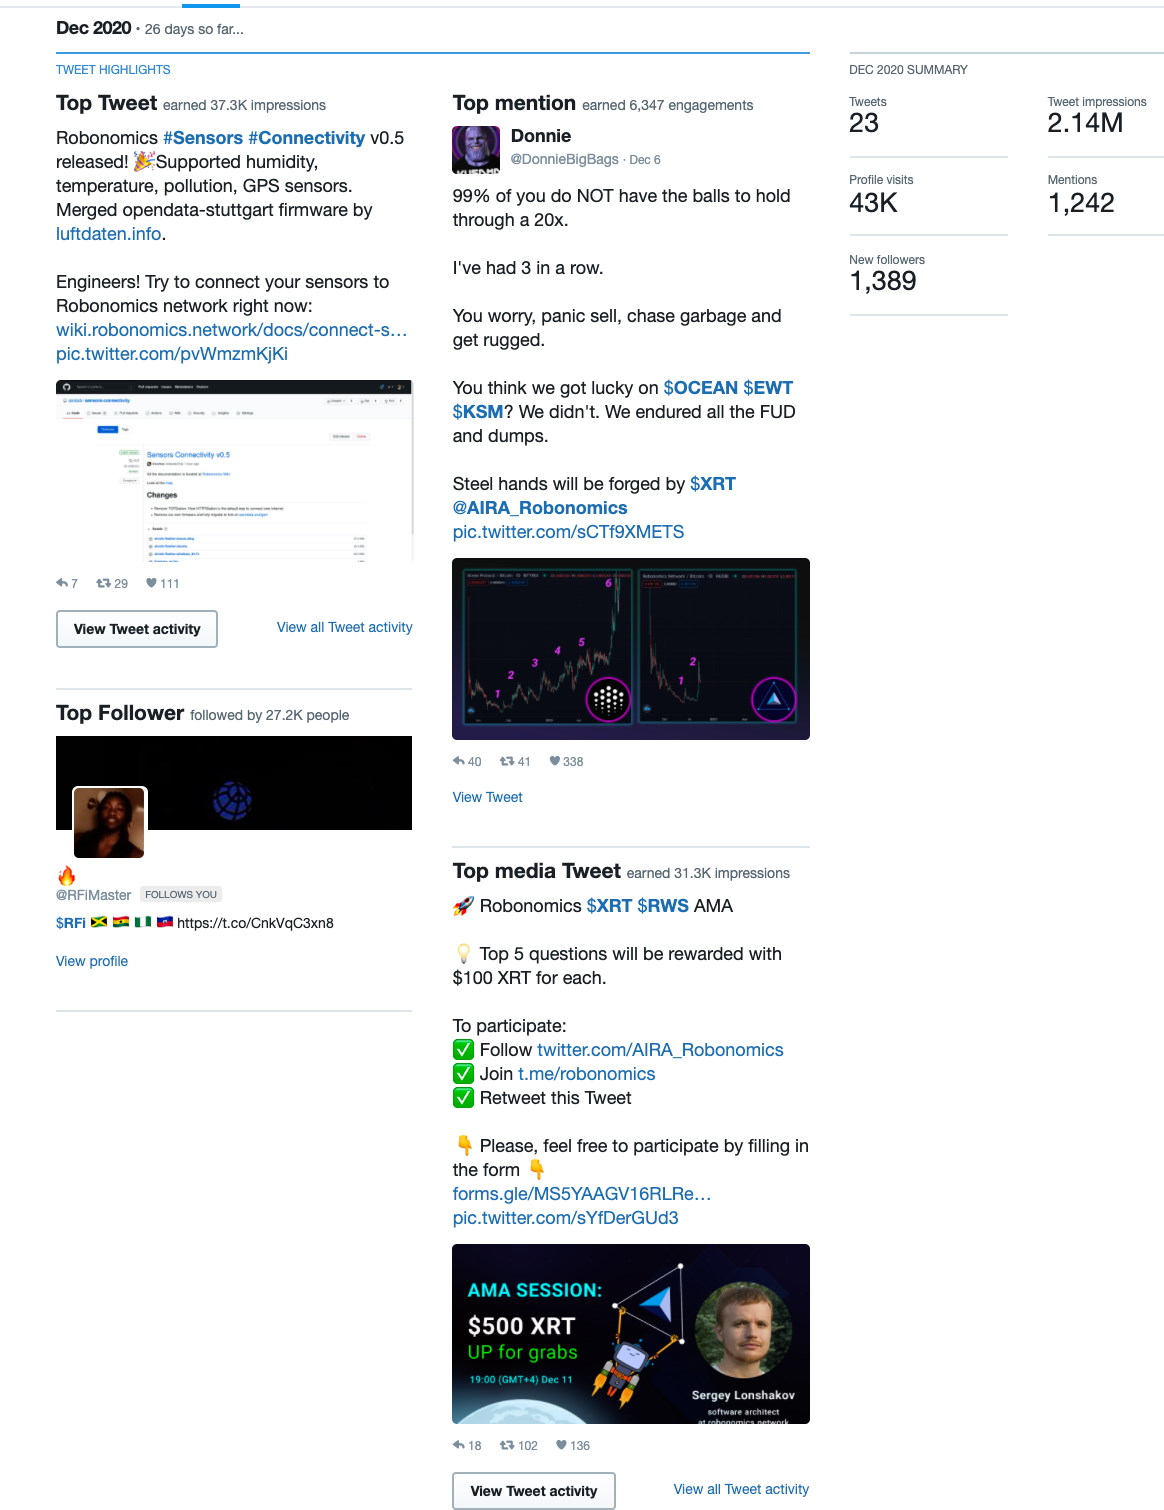 Dec 2020 · 26 days so far...
TWEET HIGHLIGHTS
Top Tweet earned 37.3K impressions
Robonomics #Sensors #Connectivity v0.5
released! 🎉Supported humidity,
temperature, pollution, GPS sensors.
Merged opendata-stuttgart firmware by
luftdaten.info.
Engineers! Try to connect your sensors to
Robonomics network right now:
wiki.robonomics.network/docs/connect-s…
pic.twitter.com/pvWmzmKjKi
Sensors Connectivity v0.5
Changes
7 29 111
View Tweet activity
View all Tweet activity
Top Follower followed by 27.2K people
🔥
@RFiMaster FOLLOWS YOU
$RFi 🇯🇲 🇬🇭 🇳🇬 🇭🇹 https://t.co/CnkVqC3xn8
View profile
Top mention earned 6,347 engagements
Donnie
@DonnieBigBags · Dec 6
99% of you do NOT have the balls to hold
through a 20x.
I've had 3 in a row.
You worry, panic sell, chase garbage and
get rugged.
You think we got lucky on $OCEAN $EWT
$KSM? We didn't. We endured all the FUD
and dumps.
Steel hands will be forged by $XRT
@AIRA_Robonomics
pic.twitter.com/sCTf9XMETS
1 2 3 4 5 6
1 2
40 41 338
View Tweet
Top media Tweet earned 31.3K impressions
🚀 Robonomics $XRT $RWS AMA
💡 Top 5 questions will be rewarded with
$100 XRT for each.
To participate:
✅ Follow twitter.com/AIRA_Robonomics
✅ Join t.me/robonomics
✅ Retweet this Tweet
👇 Please, feel free to participate by filling in
the form 👇
forms.gle/MS5YAAGV16RLRe…
pic.twitter.com/sYfDerGUd3
AMA SESSION:
$500 XRT
UP for grabs
19:00 (GMT+4) Dec 11
Sergey Lonshakov
software architect
at robonomics network
18 102 136
View Tweet activity
View all Tweet activity
DEC 2020 SUMMARY
Tweets
23
Tweet impressions
2.14M
Profile visits
43K
Mentions
1,242
New followers
1,389